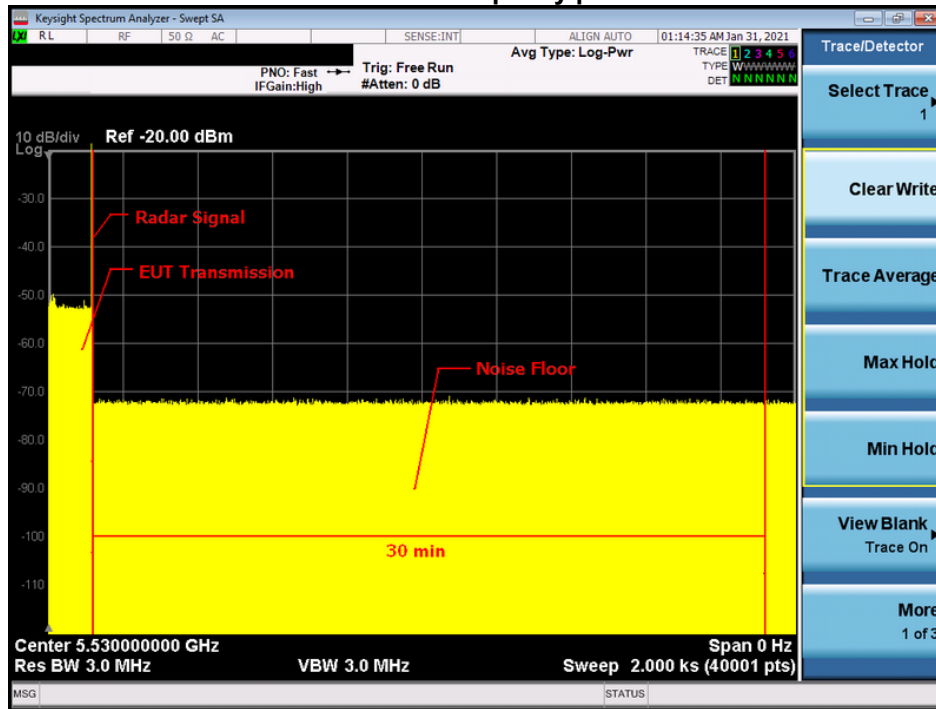 Keysight Spectrum Analyzer - Swept SA
LXI RL RF 50 Ω AC SENSE:INT ALIGN AUTO 01:14:35 AM Jan 31, 2021
Avg Type: Log-Pwr TRACE 1 2 3 4 5 6
PNO: Fast Trig: Free Run TYPE WWWWWW
IFGain:High #Atten: 0 dB DET N N N N N N
10 dB/div Ref -20.00 dBm
Log
-30.0
Radar Signal
-40.0
EUT Transmission
-50.0
-60.0
Noise Floor
-70.0
-80.0
-90.0
-100
30 min
-110
Center 5.530000000 GHz Span 0 Hz
Res BW 3.0 MHz VBW 3.0 MHz Sweep 2.000 ks (40001 pts)
MSG STATUS
Trace/Detector
Select Trace
1
Clear Write
Trace Average
Max Hold
Min Hold
View Blank
Trace On
More
1 of 3